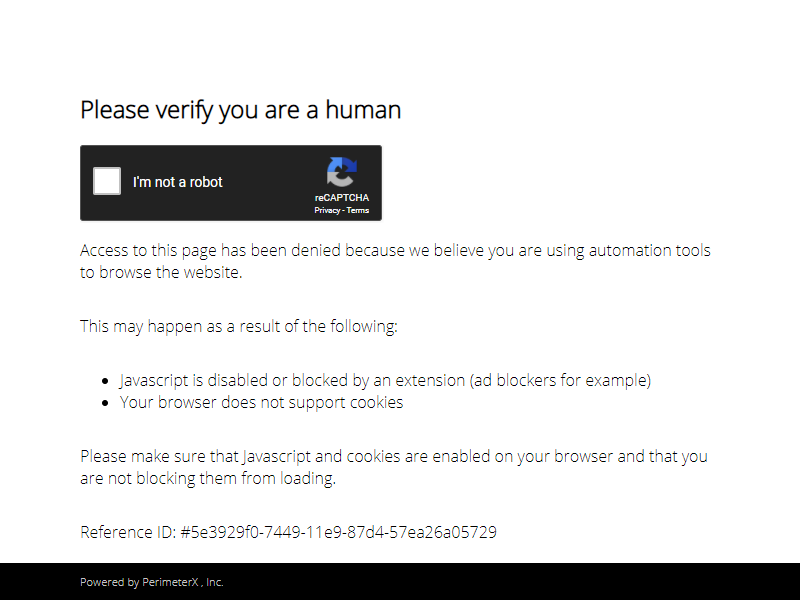 Please verify you are a human
I'm not a robot
reCAPTCHA
Privacy - Terms
Access to this page has been denied because we believe you are using automation tools
to browse the website.
This may happen as a result of the following:
• Javascript is disabled or blocked by an extension (ad blockers for example)
• Your browser does not support cookies
Please make sure that Javascript and cookies are enabled on your browser and that you
are not blocking them from loading.
Reference ID: #5e3929f0-7449-11e9-87d4-57ea26a05729
Powered by PerimeterX , Inc.